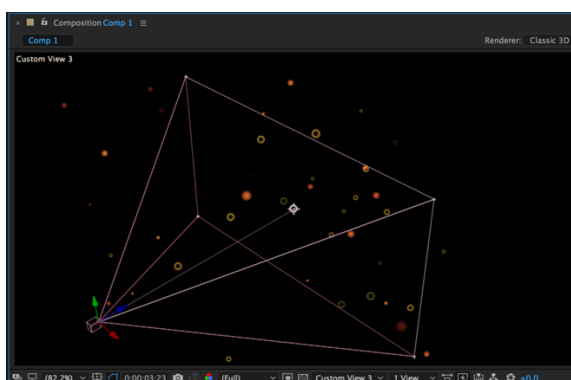 × Composition Comp 1 ≡
Comp 1
Renderer: Classic 3D
Custom View 3
(82.2%) 0:00:03:23 (Full) Custom View 3 1 View +0.0